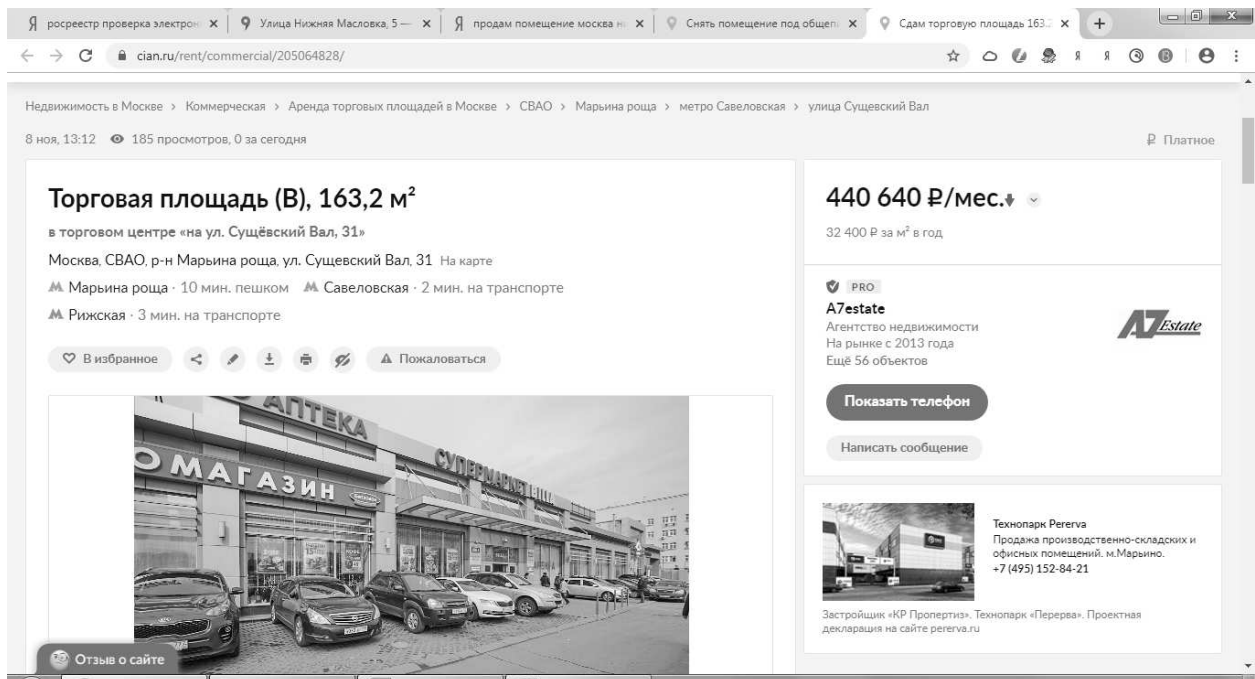 росреестр проверка электрон
Улица Нижняя Масловка, 5 —
продам помещение москва н
Снять помещение под общеп
Сдам торговую площадь 163.
cian.ru/rent/commercial/205064828/
Недвижимость в Москве > Коммерческая > Аренда торговых площадей в Москве > СВАО > Марьина роща > метро Савеловская > улица Сущевский Вал
8 ноя, 13:12 185 просмотров, 0 за сегодня
₽ Платное
Торговая площадь (B), 163,2 м²
в торговом центре «на ул. Сущёвский Вал, 31»
Москва, СВАО, р-н Марьина роща, ул. Сущевский Вал, 31 На карте
Марьина роща · 10 мин. пешком Савеловская · 2 мин. на транспорте
Рижская · 3 мин. на транспорте
В избранное
Пожаловаться
АПТЕКА
ОМАГАЗИН
СУПЕРМАРКЕТ
Отзыв о сайте
440 640 ₽/мес.
32 400 ₽ за м² в год
PRO
A7estate
Агентство недвижимости
На рынке с 2013 года
Ещё 56 объектов
A7 Estate
Показать телефон
Написать сообщение
Технопарк Pererva
Продажа производственно-складских и
офисных помещений. м.Марьино.
+7 (495) 152-84-21
Застройщик «КР Пропертиз». Технопарк «Перерва». Проектная
декларация на сайте pererva.ru